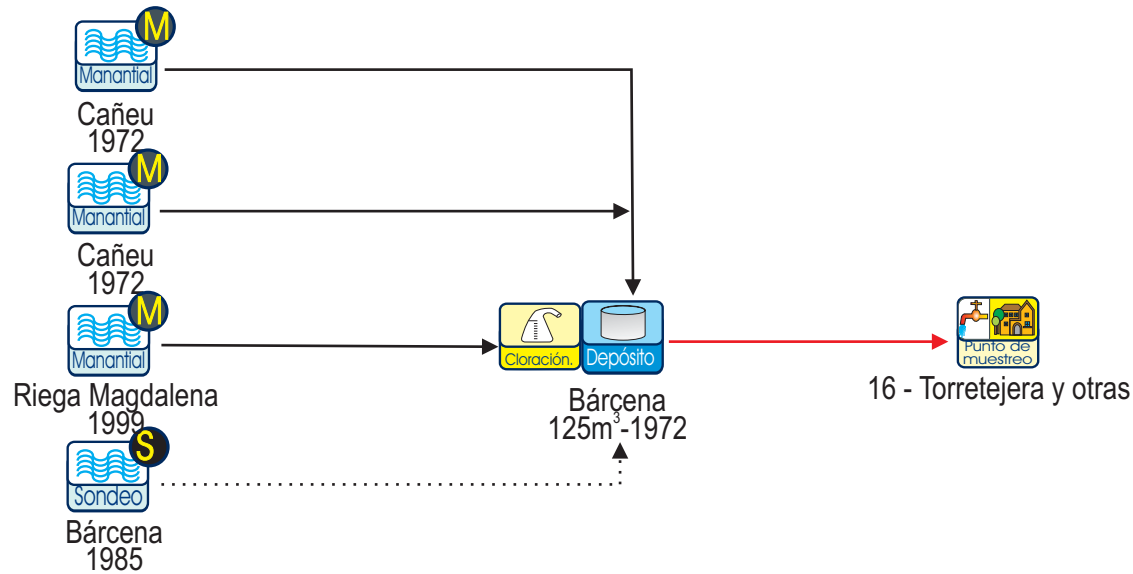 M
Manantial
Cañeu
1972
M
Manantial
Cañeu
1972
M
Manantial
Riega Magdalena
1999
S
Sondeo
Bárcena
1985
Cloración.
Depósito
Bárcena
125m³-1972
Punto de
muestreo
16 - Torretejera y otras